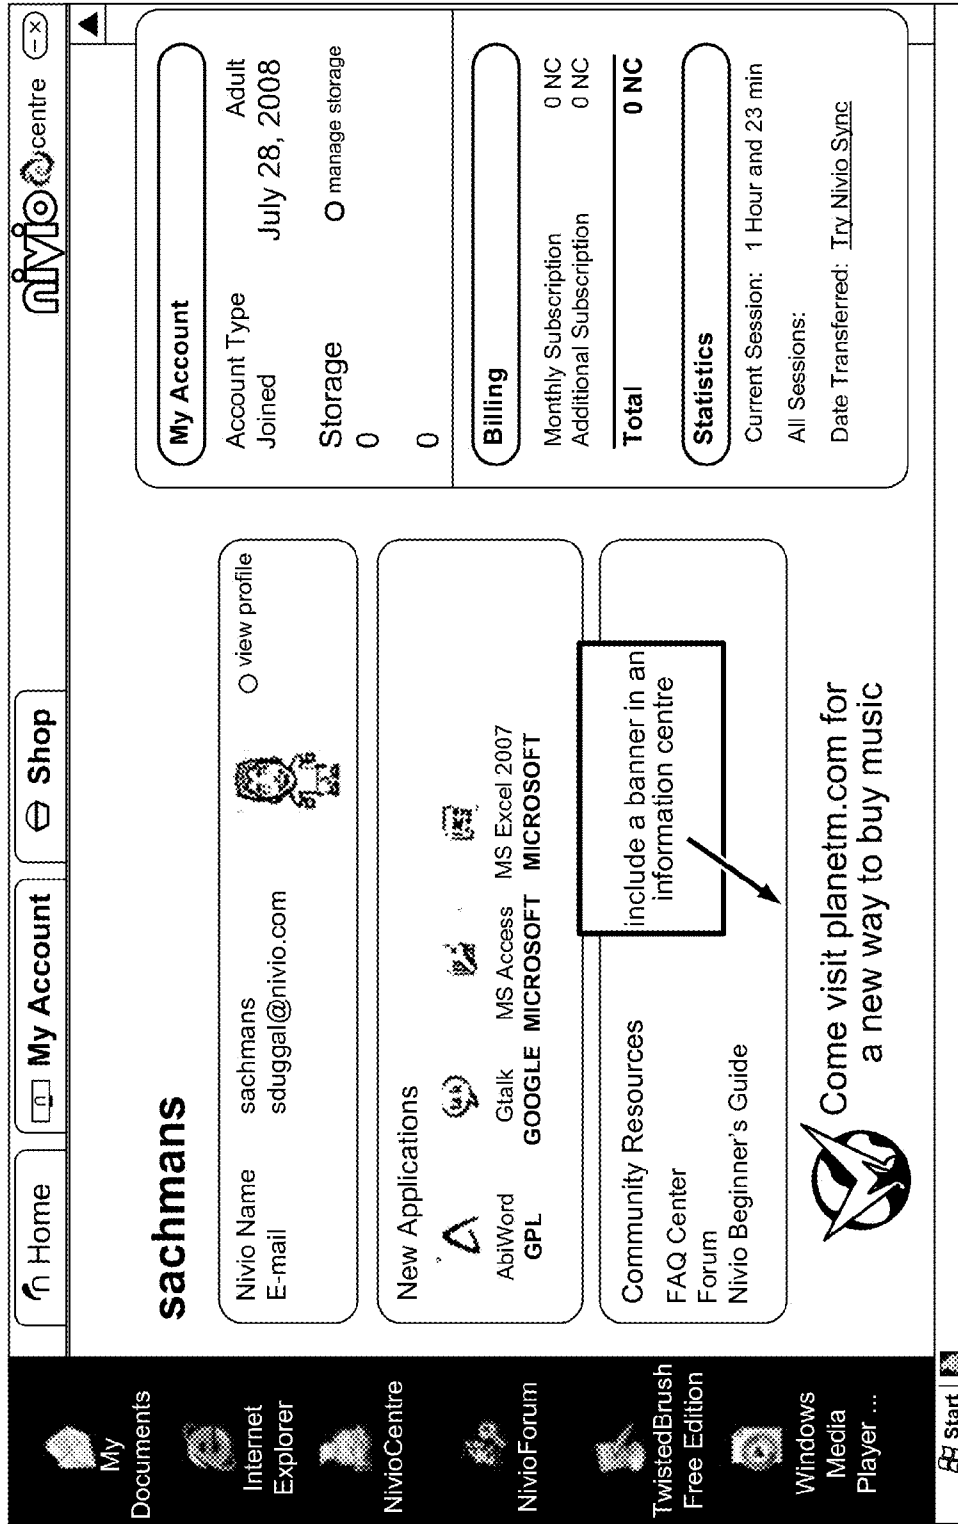 nivio centre
Home
My Account
Shop
My Documents
Internet Explorer
NivioCentre
NivioForum
TwistedBrush
Free Edition
Windows
Media
Player ...
sachmans
Nivio Name sachmans
E-mail sduggal@nivio.com
view profile
New Applications
AbiWord Gtalk MS Access MS Excel 2007
GPL GOOGLE MICROSOFT MICROSOFT
Community Resources
FAQ Center
Forum
Nivio Beginner's Guide
include a banner in an
information centre
Come visit planetm.com for
a new way to buy music
My Account
Account Type Adult
Joined July 28, 2008
Storage manage storage
0
0
Billing
Monthly Subscription 0 NC
Additional Subscription 0 NC
Total 0 NC
Statistics
Current Session: 1 Hour and 23 min
All Sessions:
Date Transferred: Try Nivio Sync
Start